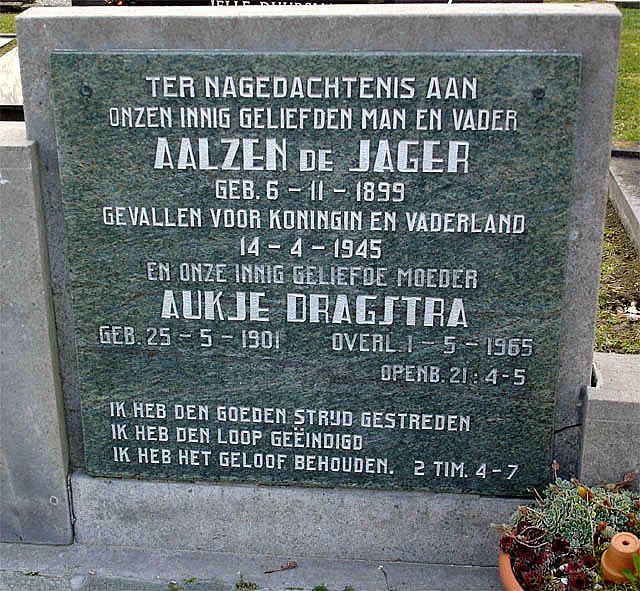 TER NAGEDACHTENIS AAN
ONZEN INNIG GELIEFDEN MAN EN VADER
AALZEN DE JAGER
GEB. 6 - 11 - 1899
GEVALLEN VOOR KONINGIN EN VADERLAND
14 - 4 - 1945
EN ONZE INNIG GELIEFDE MOEDER
AUKJE DRAGSTRA
GEB. 25 - 5 - 1901 OVERL. 1 - 5 - 1965
OPENB. 21 : 4 - 5
IK HEB DEN GOEDEN STRIJD GESTREDEN
IK HEB DEN LOOP GEËINDIGD
IK HEB HET GELOOF BEHOUDEN. 2 TIM. 4 - 7